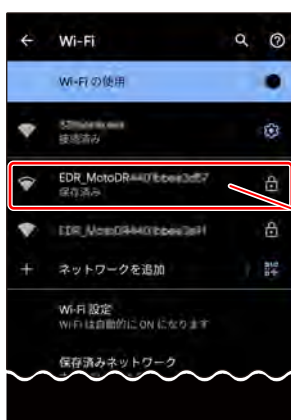 Wi-Fi
Wi-Fi の使用
接続済み
EDR_MotoDR
保存済み
ネットワークを追加
Wi-Fi 設定
Wi-Fi は自動的に ON になります
保存済みネットワーク